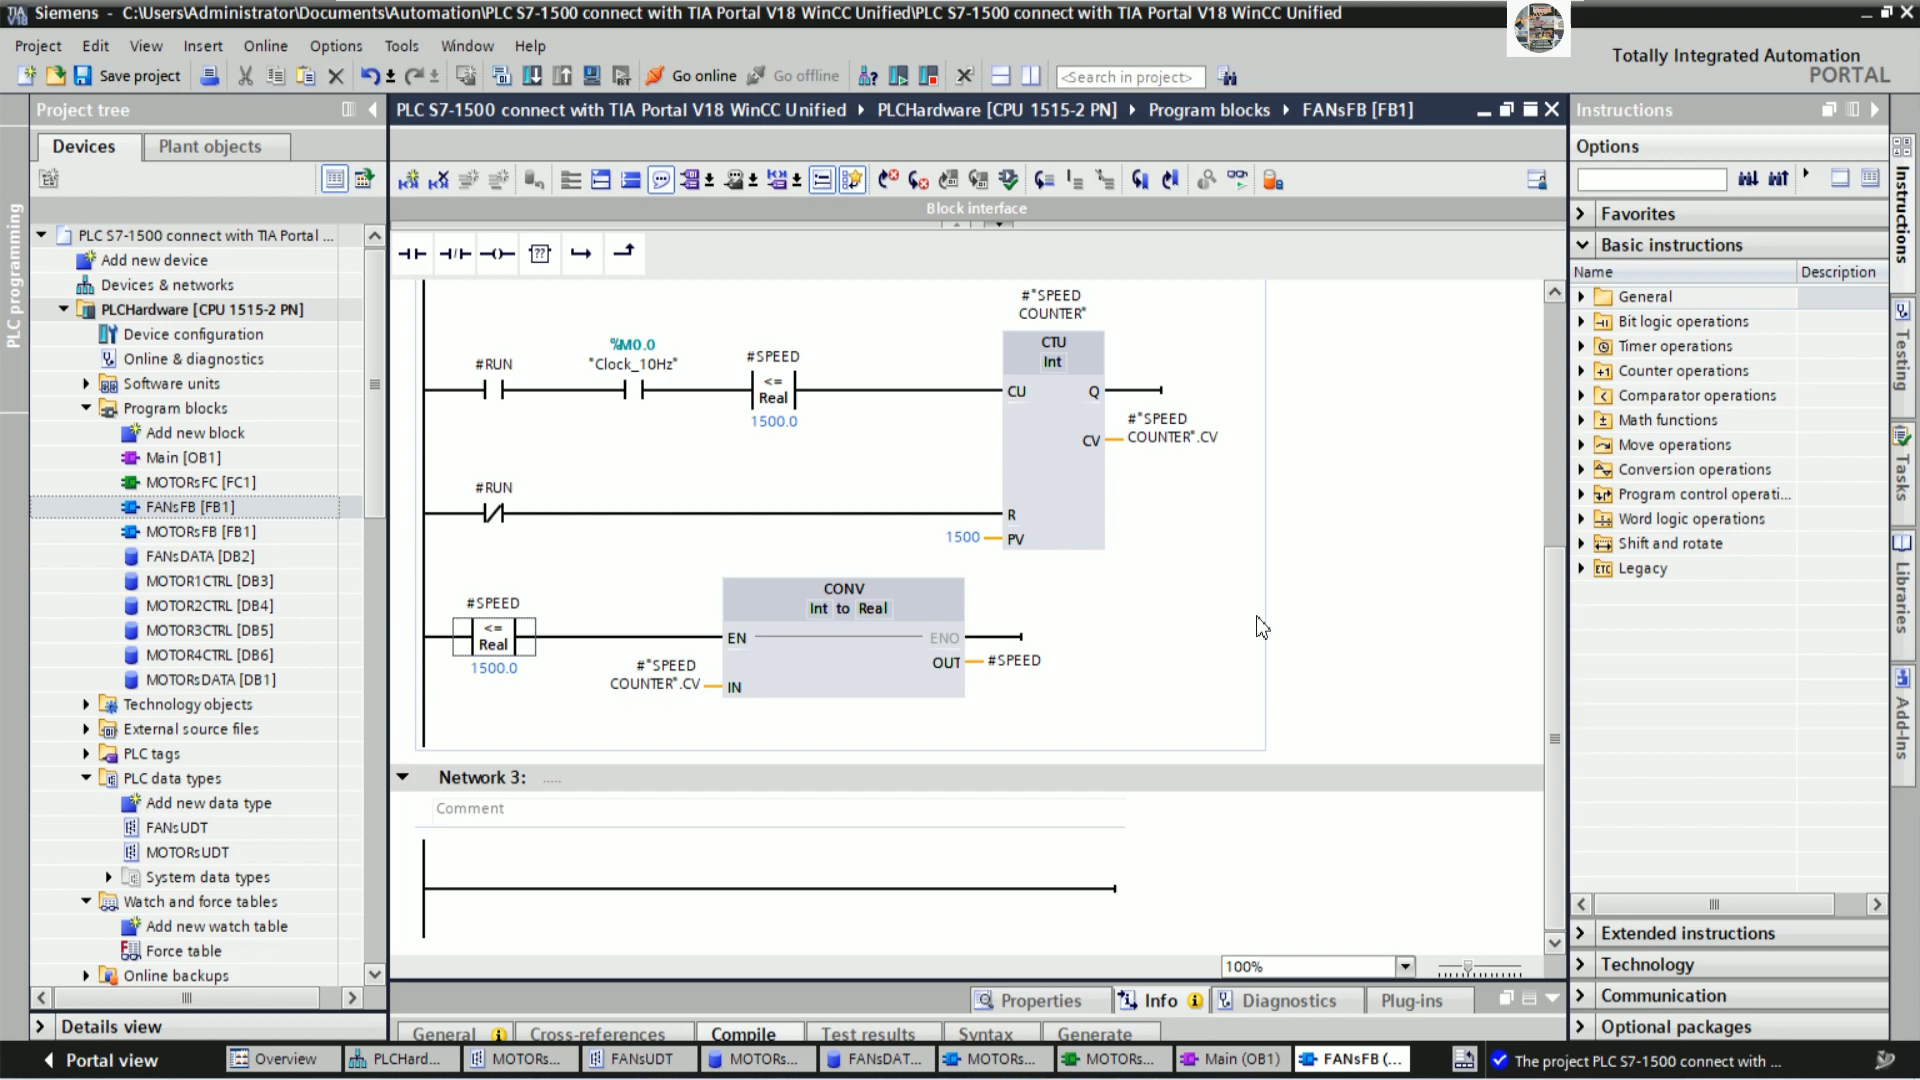 Siemens - C:\Users\Administrator\Documents\Automation\PLC S7-1500 connect with TIA Portal V18 WinCC Unified\PLC S7-1500 connect with TIA Portal V18 WinCC Unified
Project Edit View Insert Online Options Tools Window Help
Totally Integrated Automation
PORTAL
Save project Go online Go offline <Search in project>
Project tree
PLC S7-1500 connect with TIA Portal V18 WinCC Unified PLCHardware [CPU 1515-2 PN] Program blocks FANsFB [FB1]
Instructions
Devices Plant objects
Options
Block interface
PLC programming
PLC S7-1500 connect with TIA Portal ...
Add new device
Devices & networks
PLCHardware [CPU 1515-2 PN]
Device configuration
Online & diagnostics
Software units
Program blocks
Add new block
Main [OB1]
MOTORsFC [FC1]
FANsFB [FB1]
MOTORsFB [FB1]
FANsDATA [DB2]
MOTOR1CTRL [DB3]
MOTOR2CTRL [DB4]
MOTOR3CTRL [DB5]
MOTOR4CTRL [DB6]
MOTORsDATA [DB1]
Technology objects
External source files
PLC tags
PLC data types
Add new data type
FANsUDT
MOTORsUDT
System data types
Watch and force tables
Add new watch table
Force table
Online backups
Details view
#"SPEED
COUNTER"
CTU
Int
%M0.0
#RUN "Clock_10Hz" #SPEED
<=
Real
1500.0
CU Q
#"SPEED
CV COUNTER".CV
#RUN
R
1500 PV
#SPEED
<=
Real
1500.0
CONV
Int to Real
EN ENO
OUT #SPEED
#"SPEED
COUNTER".CV IN
Network 3: .....
Comment
100%
Properties Info Diagnostics Plug-ins
General Cross-references Compile Test results Syntax Generate
Favorites
Basic instructions
Name Description
General
Bit logic operations
Timer operations
Counter operations
Comparator operations
Math functions
Move operations
Conversion operations
Program control operati...
Word logic operations
Shift and rotate
Legacy
Extended instructions
Technology
Communication
Optional packages
Instructions
Testing
Tasks
Libraries
Add-Ins
Portal view Overview PLCHard... MOTORs... FANsUDT MOTORs... FANsDAT... MOTORs... MOTORs... Main (OB1) FANsFB (... The project PLC S7-1500 connect with ...